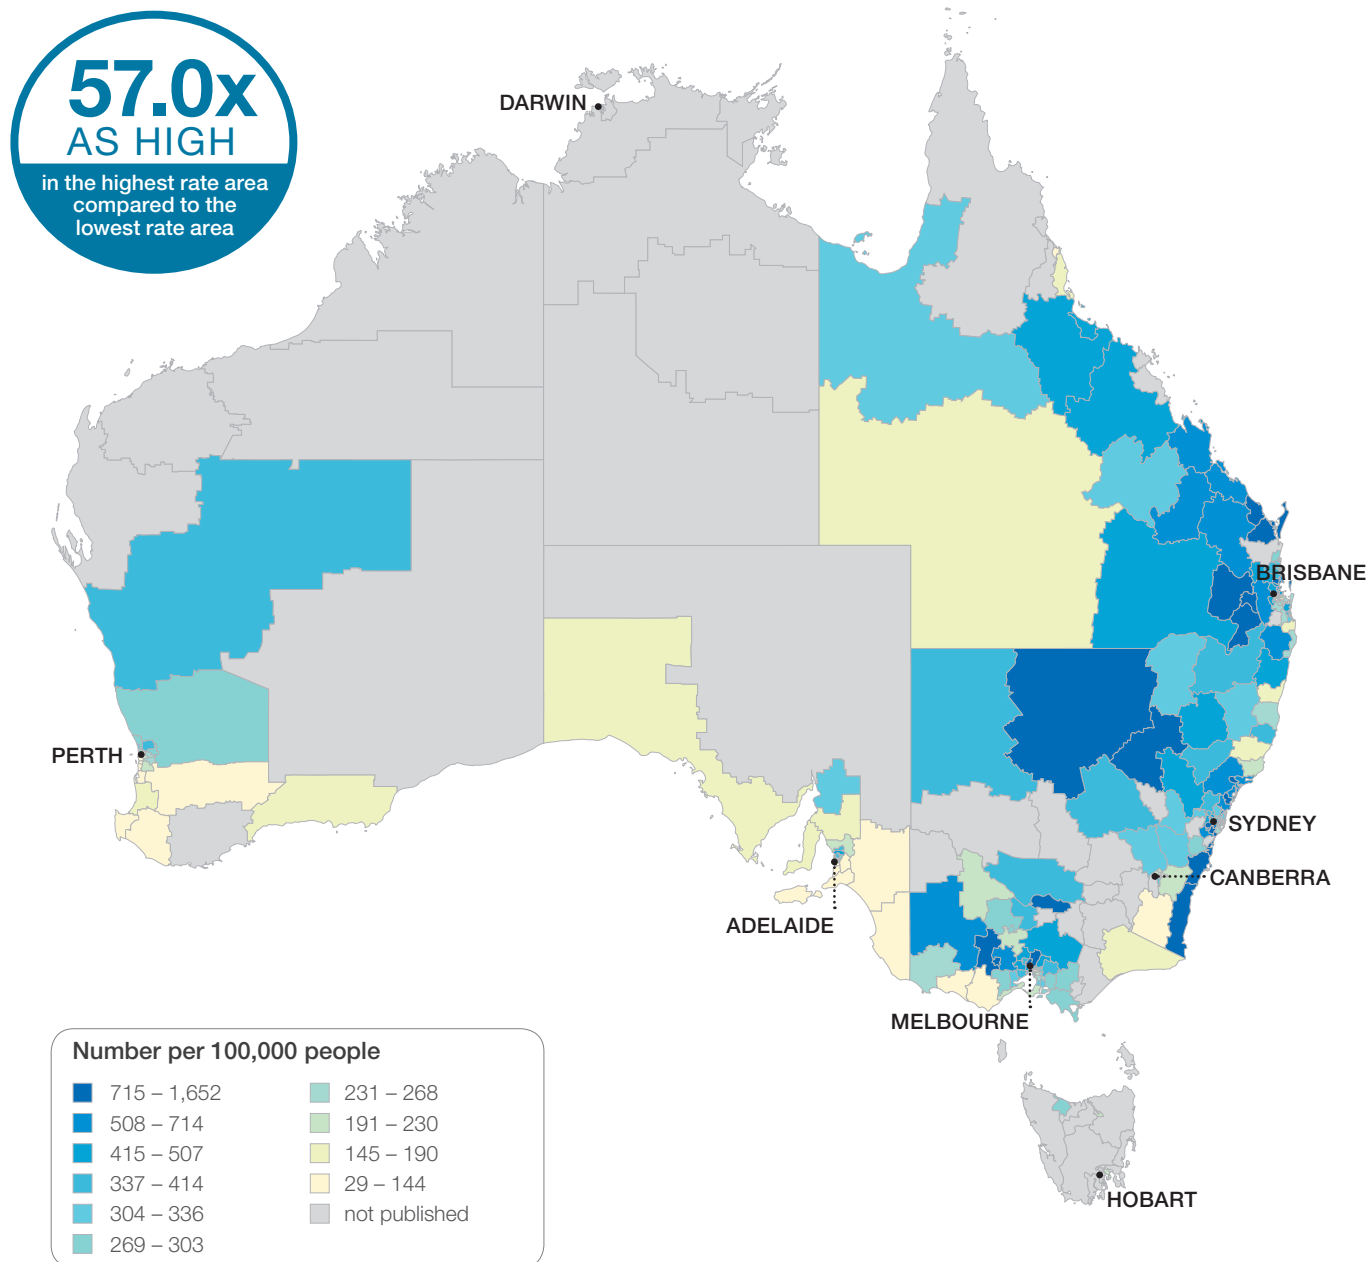 57.0x
AS HIGH
in the highest rate area
compared to the
lowest rate area
DARWIN
BRISBANE
PERTH
SYDNEY
CANBERRA
ADELAIDE
MELBOURNE
HOBART
Number per 100,000 people
715 – 1,652
508 – 714
415 – 507
337 – 414
304 – 336
269 – 303
231 – 268
191 – 230
145 – 190
29 – 144
not published